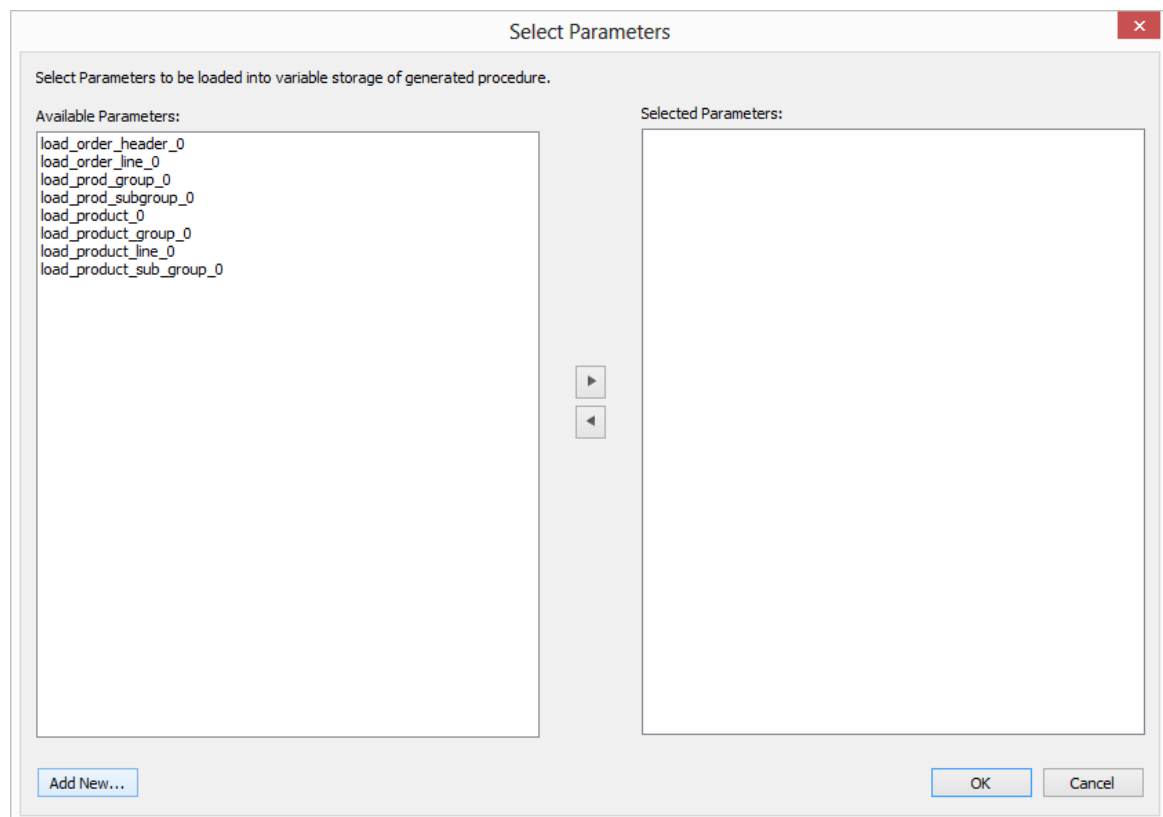 Select Parameters
Select Parameters to be loaded into variable storage of generated procedure.
Available Parameters:
load_order_header_0
load_order_line_0
load_prod_group_0
load_prod_subgroup_0
load_product_0
load_product_group_0
load_product_line_0
load_product_sub_group_0
Selected Parameters:
Add New...
OK
Cancel